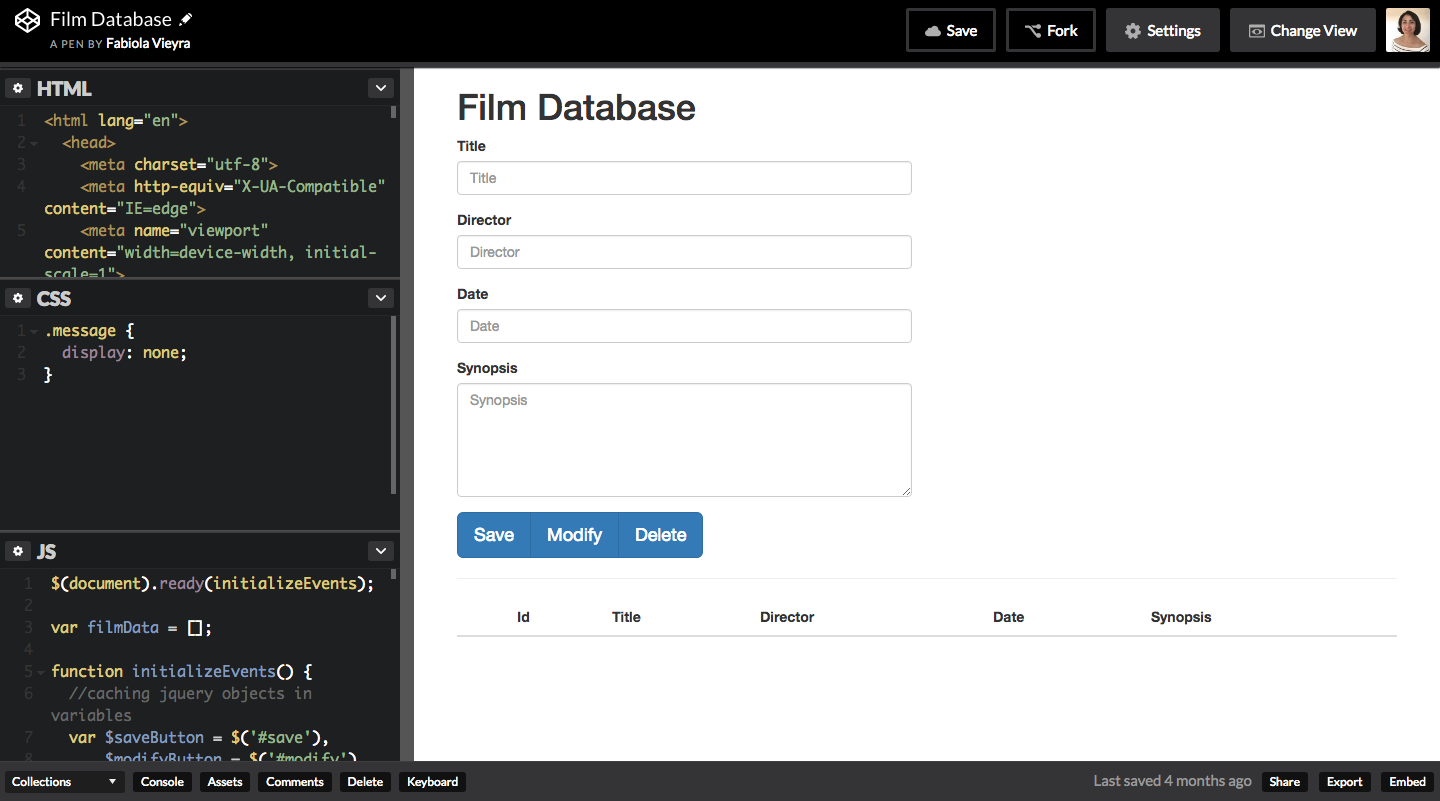 Film Database
A PEN BY Fabiola Vieyra
Save
Fork
Settings
Change View
HTML
1 <html lang="en">
2 <head>
3 <meta charset="utf-8">
4 <meta http-equiv="X-UA-Compatible"
content="IE=edge">
5 <meta name="viewport"
content="width=device-width, initial-
scale=1">
CSS
1 .message {
2 display: none;
3 }
JS
1 $(document).ready(initializeEvents);
2
3 var filmData = [];
4
5 function initializeEvents() {
6 //caching jquery objects in
variables
7 var $saveButton = $('#save'),
8 $modifyButton = $('#modify')
Film Database
Title
Title
Director
Director
Date
Date
Synopsis
Synopsis
Save Modify Delete
Id Title Director Date Synopsis
Collections Console Assets Comments Delete Keyboard Last saved 4 months ago Share Export Embed